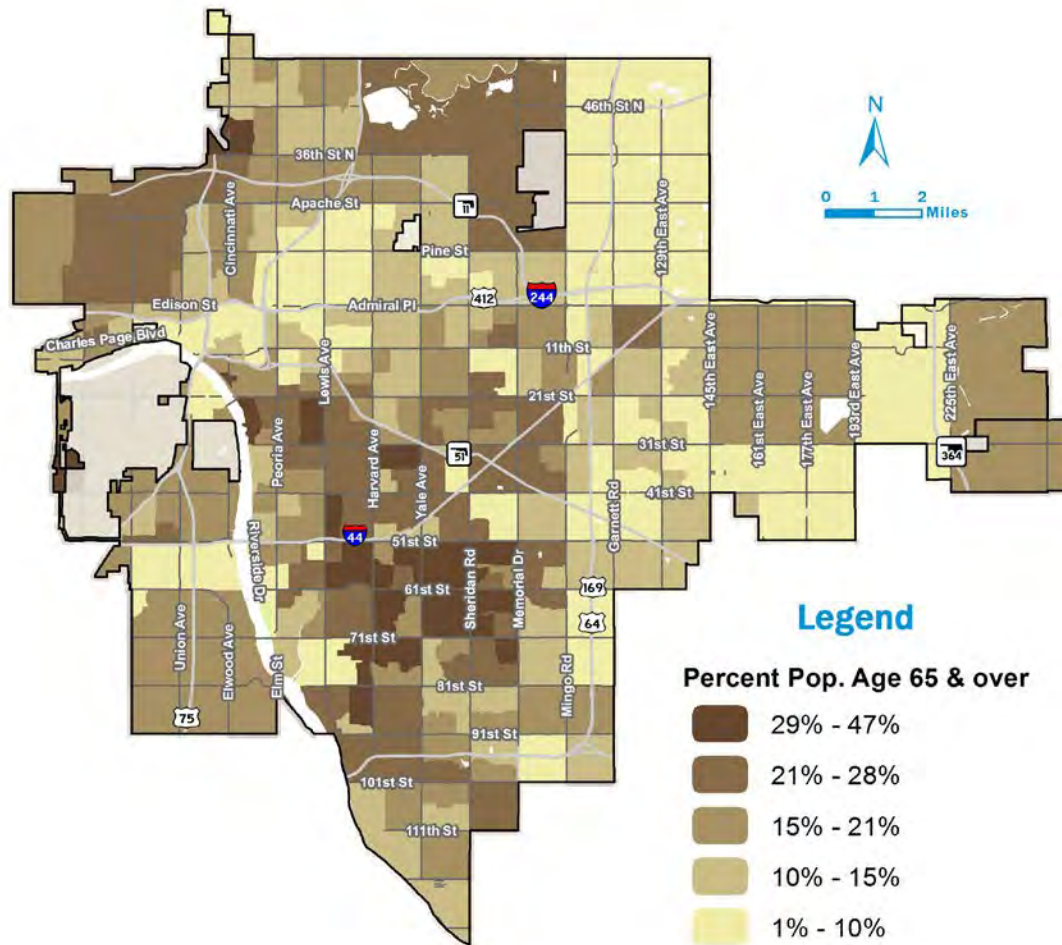 46th St N
N
36th St N
129th East Ave
0 1 2
Miles
Cincinnati Ave
Apache St
11
Pine St
Edison St
Admiral Pl
412
244
Charles Page Blvd
Lewis Ave
11th St
145th East Ave
193rd East Ave
225th East Ave
21st St
161st East Ave
177th East Ave
Peoria Ave
Harvard Ave
31st St
51
364
Yale Ave
41st St
Garnett Rd
44
51st St
Riverside Dr
Sheridan Rd
Memorial Dr
61st St
169
64
Union Ave
Elwood Ave
Elm St
71st St
Mingo Rd
81st St
75
91st St
101st St
111th St
Legend
Percent Pop. Age 65 & over
29% - 47%
21% - 28%
15% - 21%
10% - 15%
1% - 10%